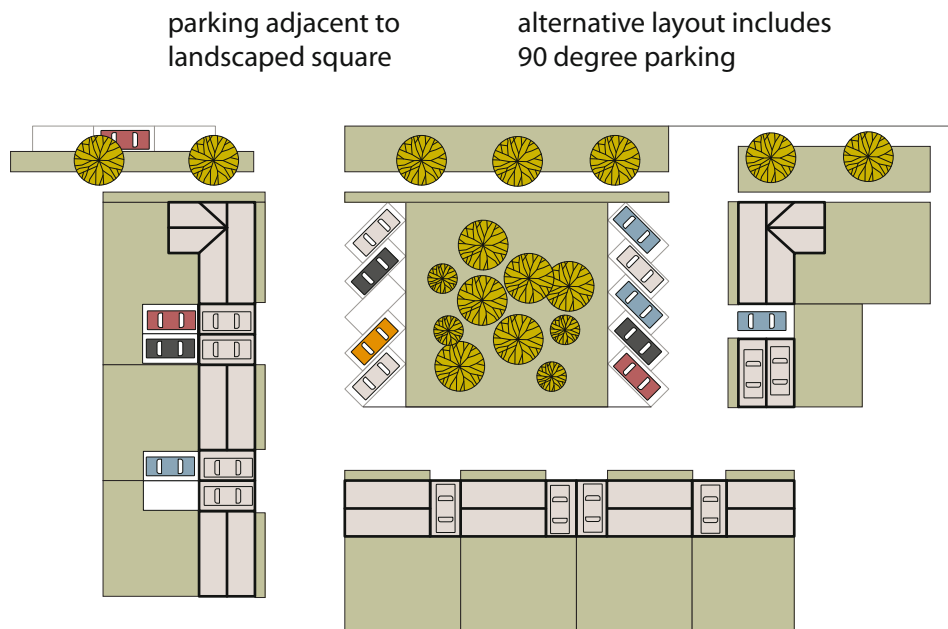 parking adjacent to
landscaped square
alternative layout includes
90 degree parking